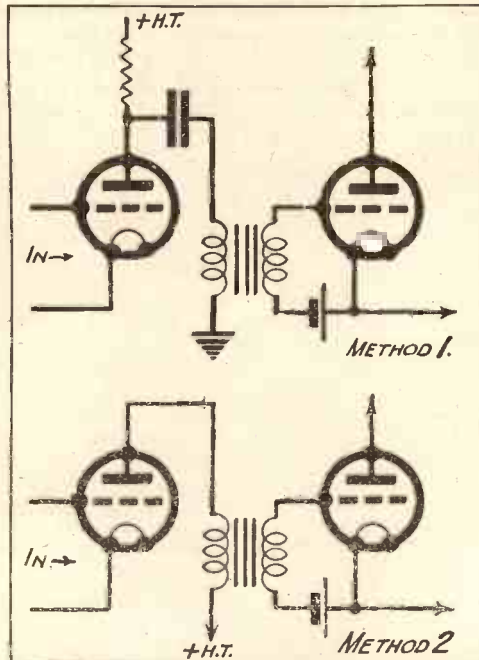 +H.T.
IN→
METHOD 1.
IN→
+H.T.
METHOD 2